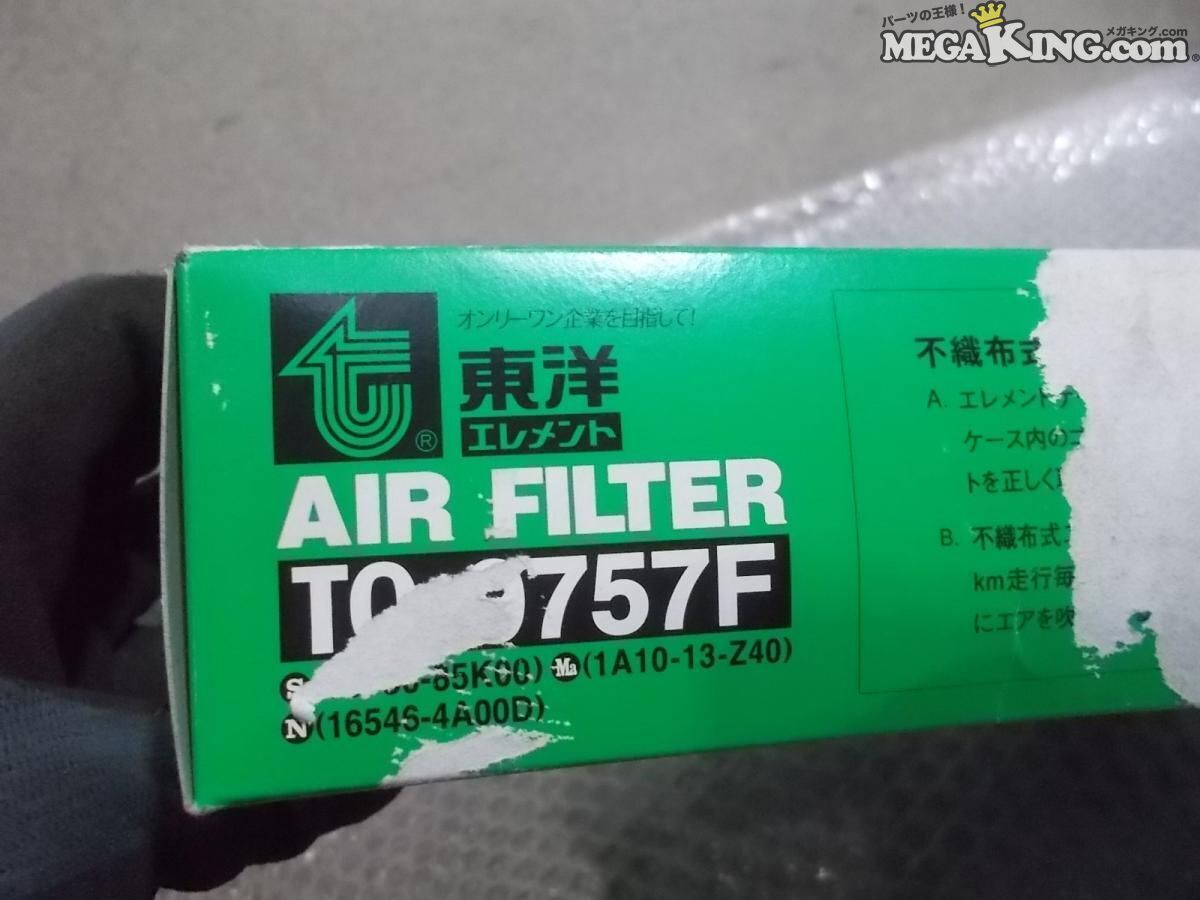 パーツの王様!
メガキング.com
MEGAKING.com
オンリーワン企業を目指して!
東洋
エレメント
AIR FILTER
757F
85K00) Ma(1A10-13-Z40)
N(16546-4A00D)
不織布式
A. エレメント
ケース内の
トを正しく
B. 不織布式
km走行毎
にエアを吹